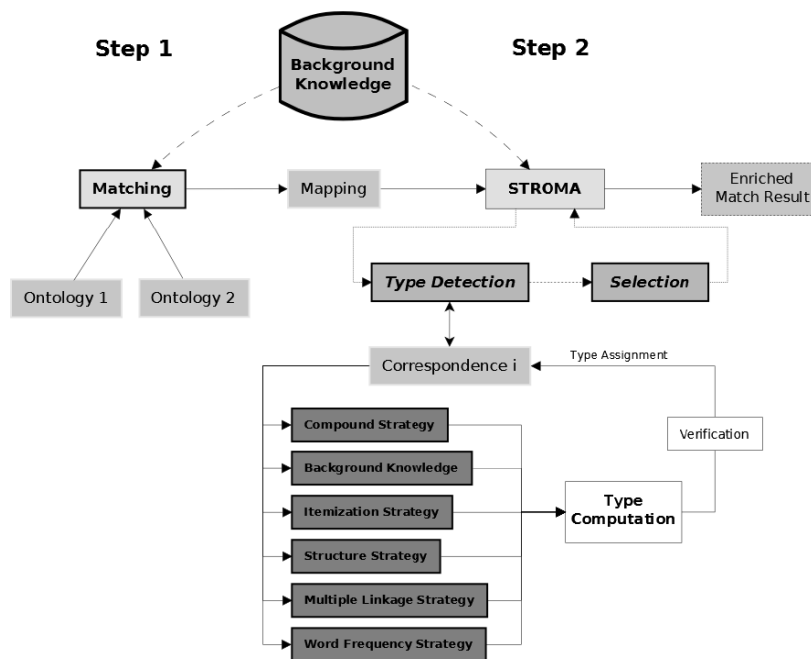 Step 1
Step 2
Background
Knowledge
Matching
Mapping
STROMA
Enriched
Match Result
Ontology 1
Ontology 2
Type Detection
Selection
Correspondence i
Type Assignment
Compound Strategy
Verification
Background Knowledge
Itemization Strategy
Type
Computation
Structure Strategy
Multiple Linkage Strategy
Word Frequency Strategy